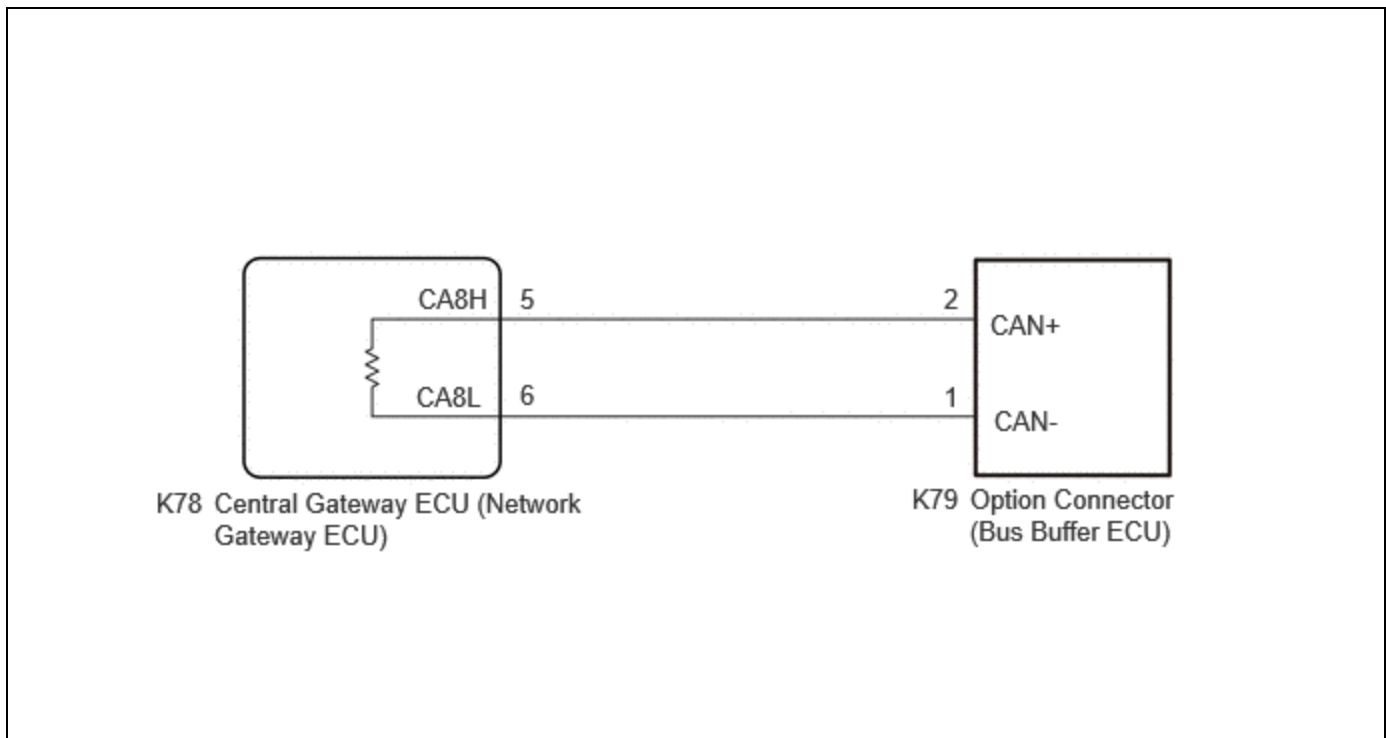 CA8H 5 2
CAN+
CA8L 6 1
CAN-
K78 Central Gateway ECU (Network
Gateway ECU)
K79 Option Connector
(Bus Buffer ECU)